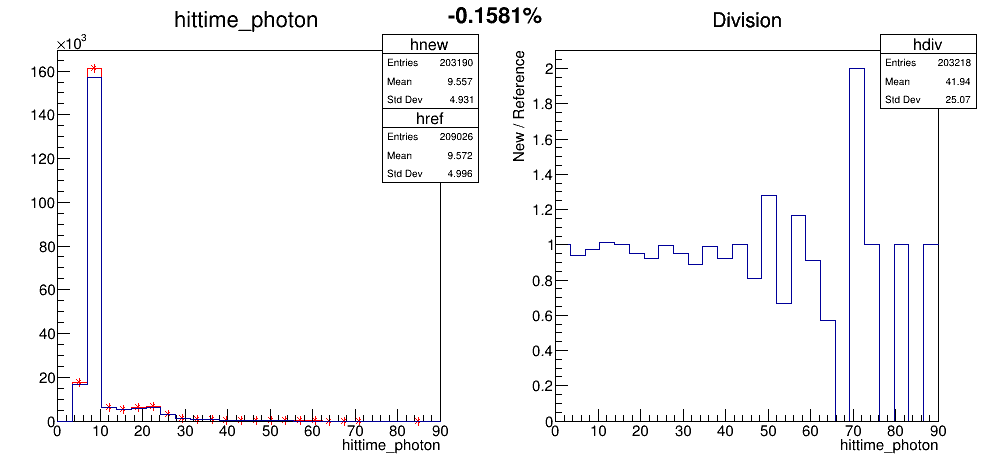 hittime_photon
-0.1581%
Division
×10³
hnew
Entries 203190
Mean 9.557
Std Dev 4.931
href
Entries 209026
Mean 9.572
Std Dev 4.996
160
140
120
100
80
60
40
20
0
0 10 20 30 40 50 60 70 80 90
hittime_photon
hdiv
Entries 203218
Mean 41.94
Std Dev 25.07
New / Reference
2
1.8
1.6
1.4
1.2
1
0.8
0.6
0.4
0.2
0
0 10 20 30 40 50 60 70 80 90
hittime_photon